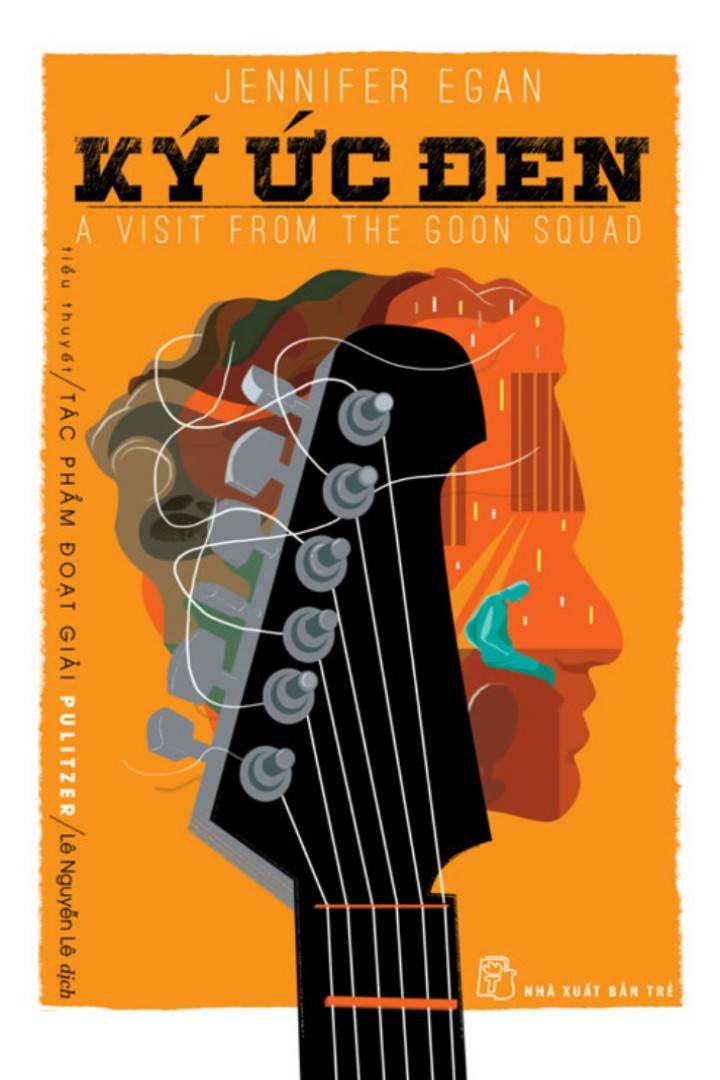 JENNIFER EGAN
KÝ ỨC ĐEN
A VISIT FROM THE GOON SQUAD
tiểu thuyết/TÁC PHẨM ĐOẠT GIẢI PULITZER/Lê Nguyễn Lê dịch
NHÀ XUẤT BẢN TRẺ